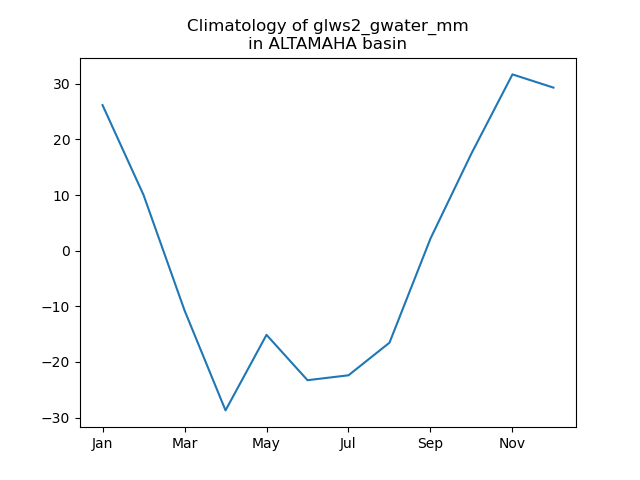 Climatology of glws2_gwater_mm
in ALTAMAHA basin
30
20
10
0
−10
−20
−30
Jan
Mar
May
Jul
Sep
Nov